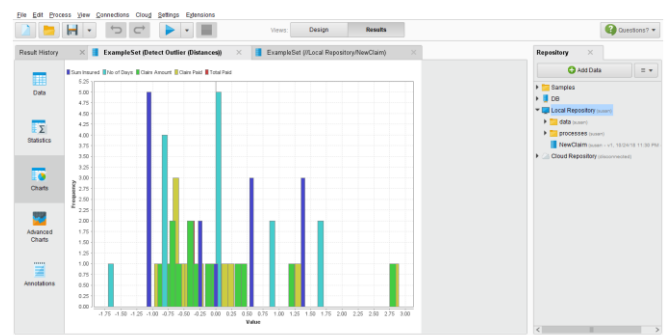 File Edit Process View Connections Cloud Settings Extensions
Views: Design Results
Questions?
Result History
ExampleSet (Detect Outlier (Distances))
ExampleSet (//Local Repository/NewClaim)
Repository
Data
Statistics
Charts
Advanced
Charts
Annotations
Sum Insured No of Days Claim Amount Claim Paid Total Paid
5.25
5.00
4.75
4.50
4.25
4.00
3.75
3.50
3.25
3.00
2.75
2.50
2.25
2.00
1.75
1.50
1.25
1.00
0.75
0.50
0.25
0.00
Frequency
-1.75 -1.50 -1.25 -1.00 -0.75 -0.50 -0.25 0.00 0.25 0.50 0.75 1.00 1.25 1.50 1.75 2.00 2.25 2.50 2.75 3.00
Value
Add Data
Samples
DB
Local Repository
data
processes
NewClaim
Cloud Repository (disconnected)